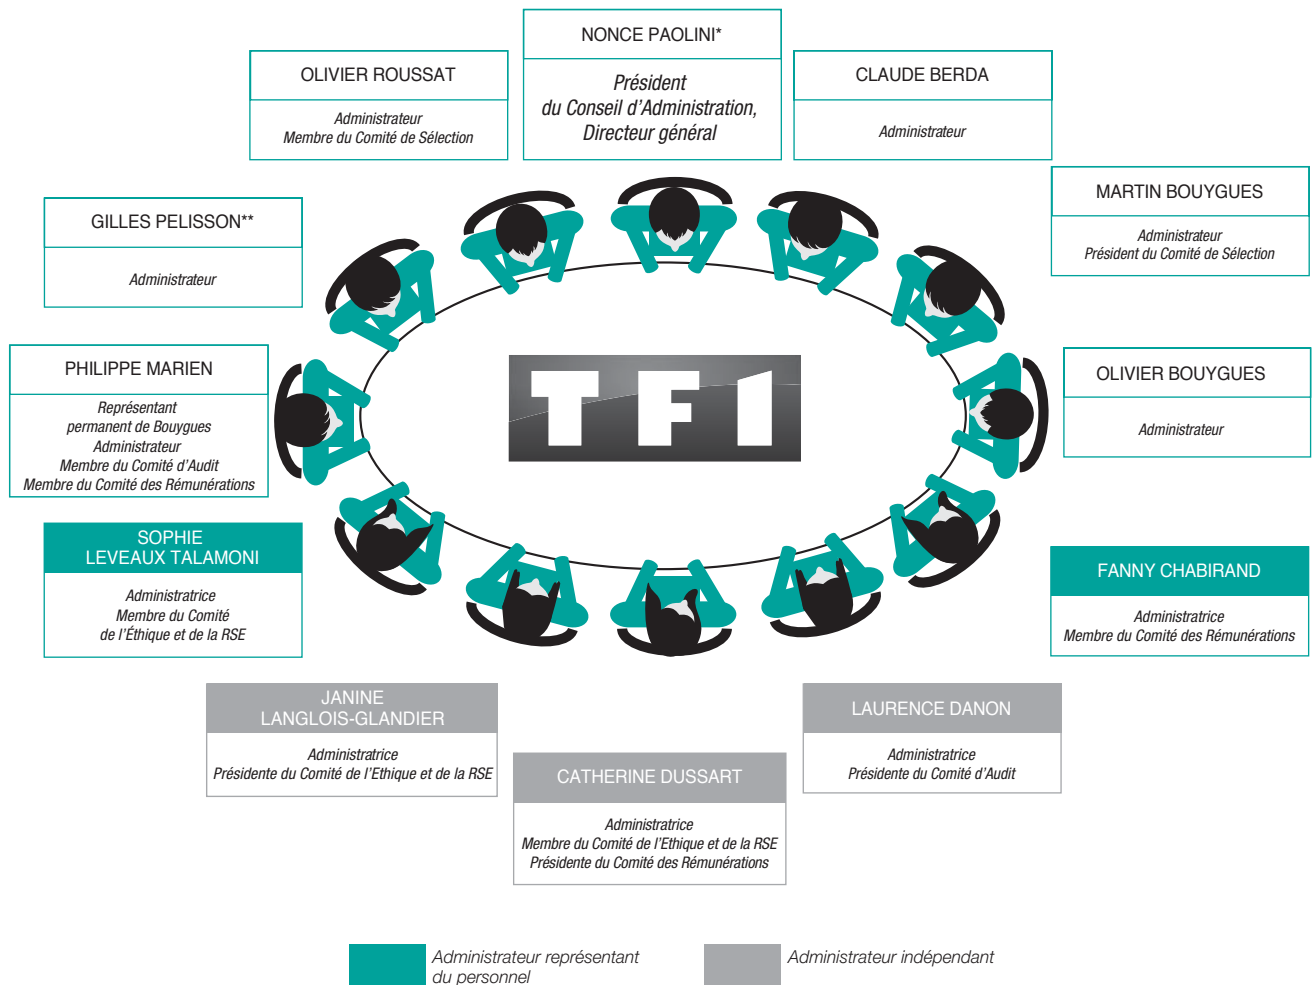 NONCE PAOLINI*
Président
du Conseil d'Administration,
Directeur général
OLIVIER ROUSSAT
Administrateur
Membre du Comité de Sélection
CLAUDE BERDA
Administrateur
MARTIN BOUYGUES
Administrateur
Président du Comité de Sélection
GILLES PELISSON**
Administrateur
PHILIPPE MARIEN
Représentant
permanent de Bouygues
Administrateur
Membre du Comité d'Audit
Membre du Comité des Rémunérations
TF1
OLIVIER BOUYGUES
Administrateur
SOPHIE
LEVEAUX TALAMONI
Administratrice
Membre du Comité
de l'Éthique et de la RSE
FANNY CHABIRAND
Administratrice
Membre du Comité des Rémunérations
JANINE
LANGLOIS-GLANDIER
Administratrice
Présidente du Comité de l'Ethique et de la RSE
CATHERINE DUSSART
Administratrice
Membre du Comité de l'Ethique et de la RSE
Présidente du Comité des Rémunérations
LAURENCE DANON
Administratrice
Présidente du Comité d'Audit
Administrateur représentant
du personnel
Administrateur indépendant